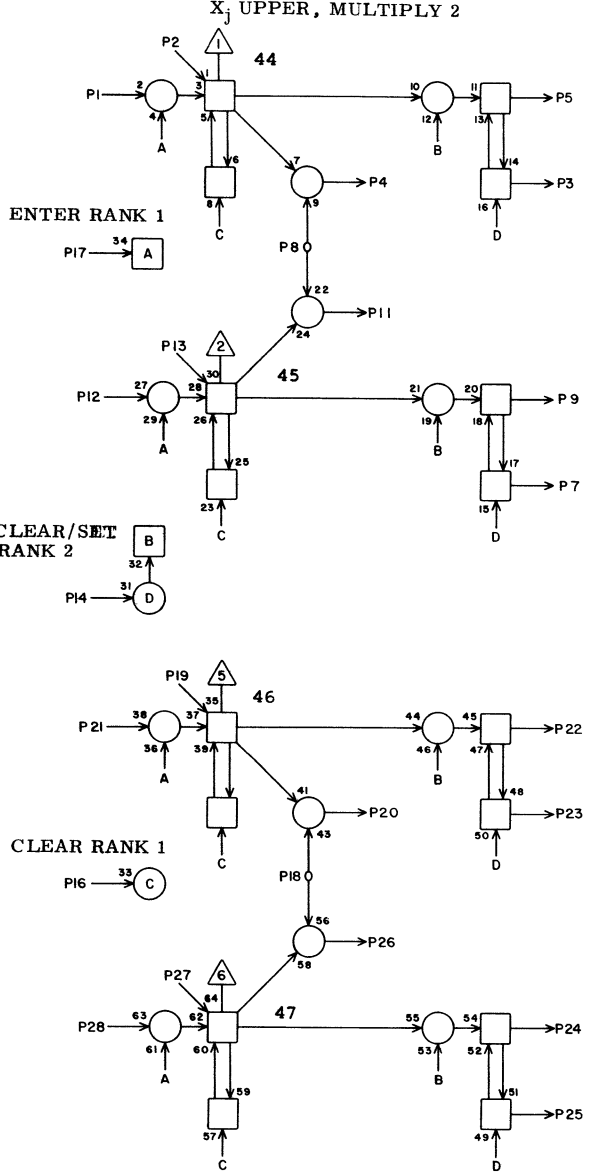 Xj UPPER, MULTIPLY 2
P2 1 44
1
P1 2 3 10 11 P5
4 5 12 13
A 6 7 B 14
8 9 P4 16 P3
C D
ENTER RANK 1
P17 34 A
P8
22
P11
24
P13 2
30 45
P12 27 28 21 20 P9
29 26 19 18
A 25 B 17
23 15 P7
C D
CLEAR/SET
RANK 2
B
32
P14 31 D
P19 5
35 46
P21 38 37 44 45 P22
36 39 46 47
A 41 B 48
43 P20 50 P23
C D
CLEAR RANK 1
P16 33 C
P18
56
P26
58
P27 6
64 47
P28 63 62 55 54 P24
61 60 53 52
A 59 B 51
57 49 P25
C D